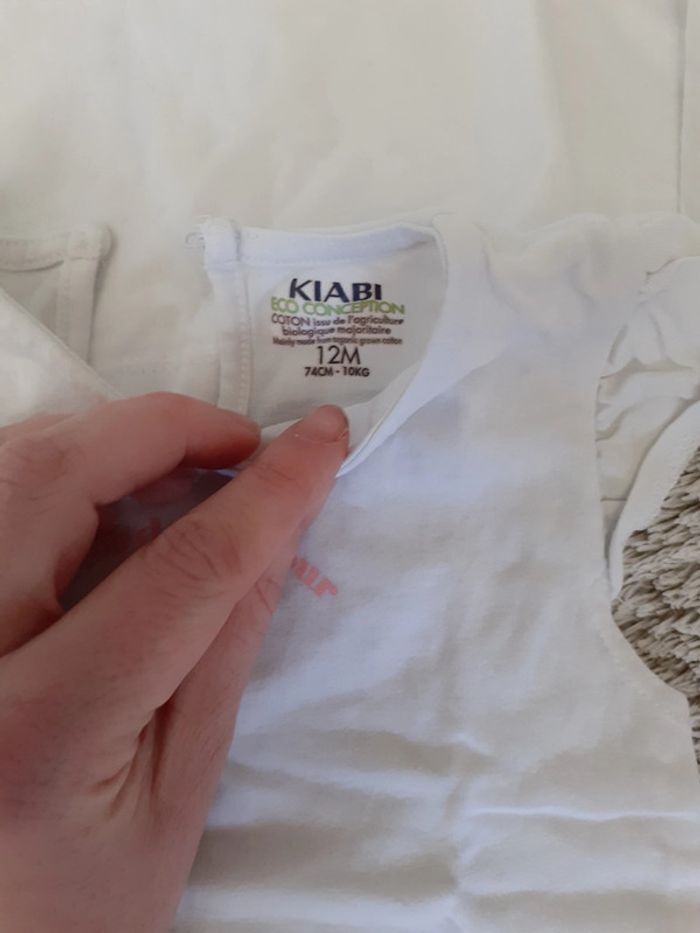 KIABI
ECO CONCEPTION
COTON issu de l'agriculture
biologique majoritaire
Mainly made from organic grown cotton
12M
74CM - 10KG